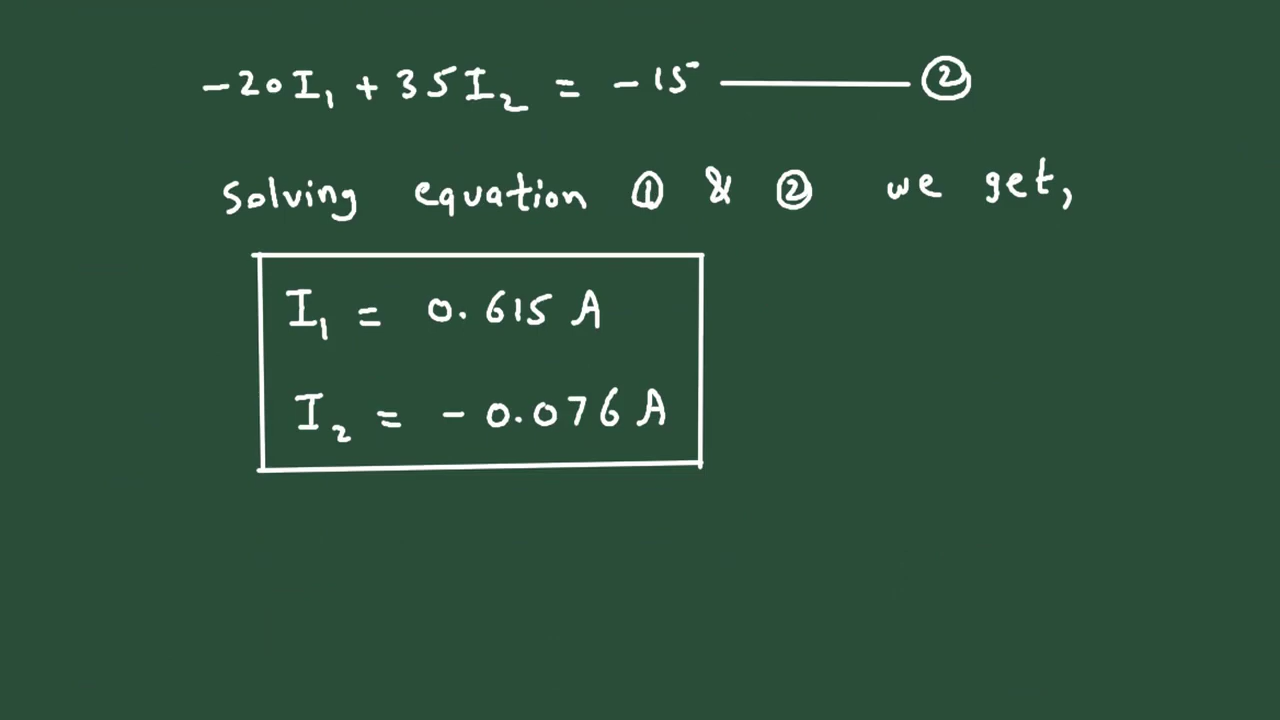 -20I₁ + 35I₂ = -15 ——— ②
Solving equation ① & ② we get,
I₁ = 0.615 A
I₂ = - 0.076 A